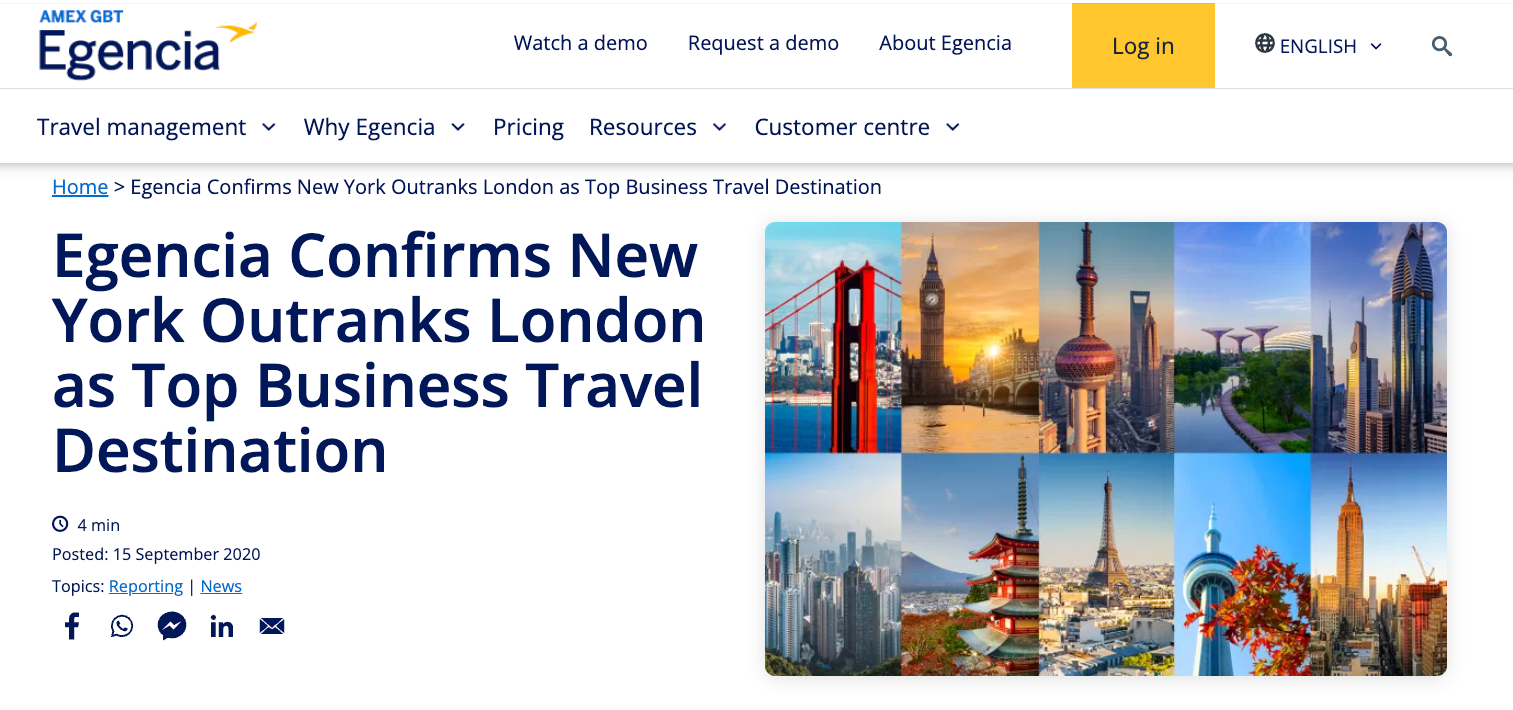 AMEX GBT
Egencia
Watch a demo
Request a demo
About Egencia
Log in
ENGLISH
Travel management
Why Egencia
Pricing
Resources
Customer centre
Home > Egencia Confirms New York Outranks London as Top Business Travel Destination
Egencia Confirms New
York Outranks London
as Top Business Travel
Destination
4 min
Posted: 15 September 2020
Topics: Reporting | News